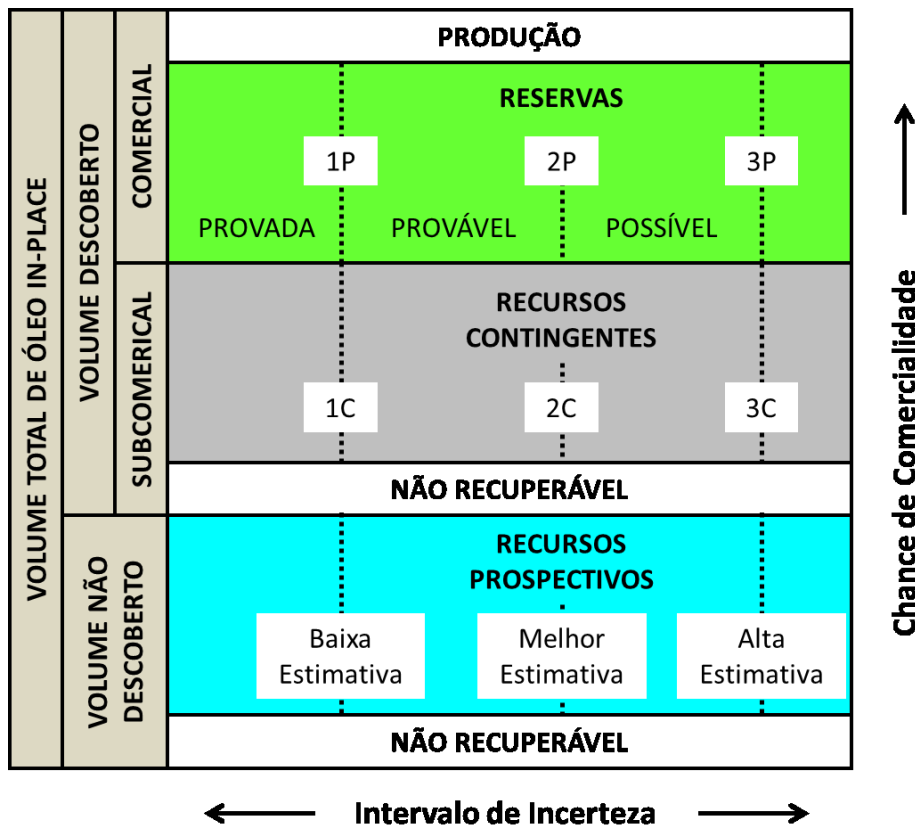 VOLUME TOTAL DE ÓLEO IN-PLACE
VOLUME DESCOBERTO
COMERCIAL
PRODUÇÃO
RESERVAS
1P
2P
3P
PROVADA
PROVÁVEL
POSSÍVEL
SUBCOMERICAL
RECURSOS
CONTINGENTES
1C
2C
3C
NÃO RECUPERÁVEL
VOLUME NÃO
DESCOBERTO
RECURSOS
PROSPECTIVOS
Baixa
Estimativa
Melhor
Estimativa
Alta
Estimativa
NÃO RECUPERÁVEL
Chance de Comercialidade
Intervalo de Incerteza